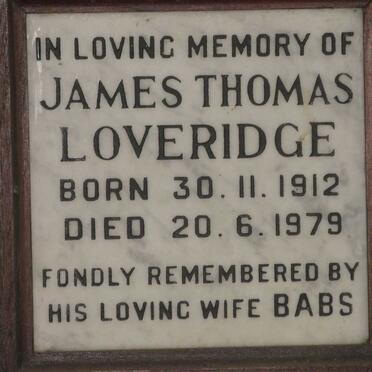 IN LOVING MEMORY OF
JAMES THOMAS
LOVERIDGE
BORN 30.11.1912
DIED 20.6.1979
FONDLY REMEMBERED BY
HIS LOVING WIFE BABS